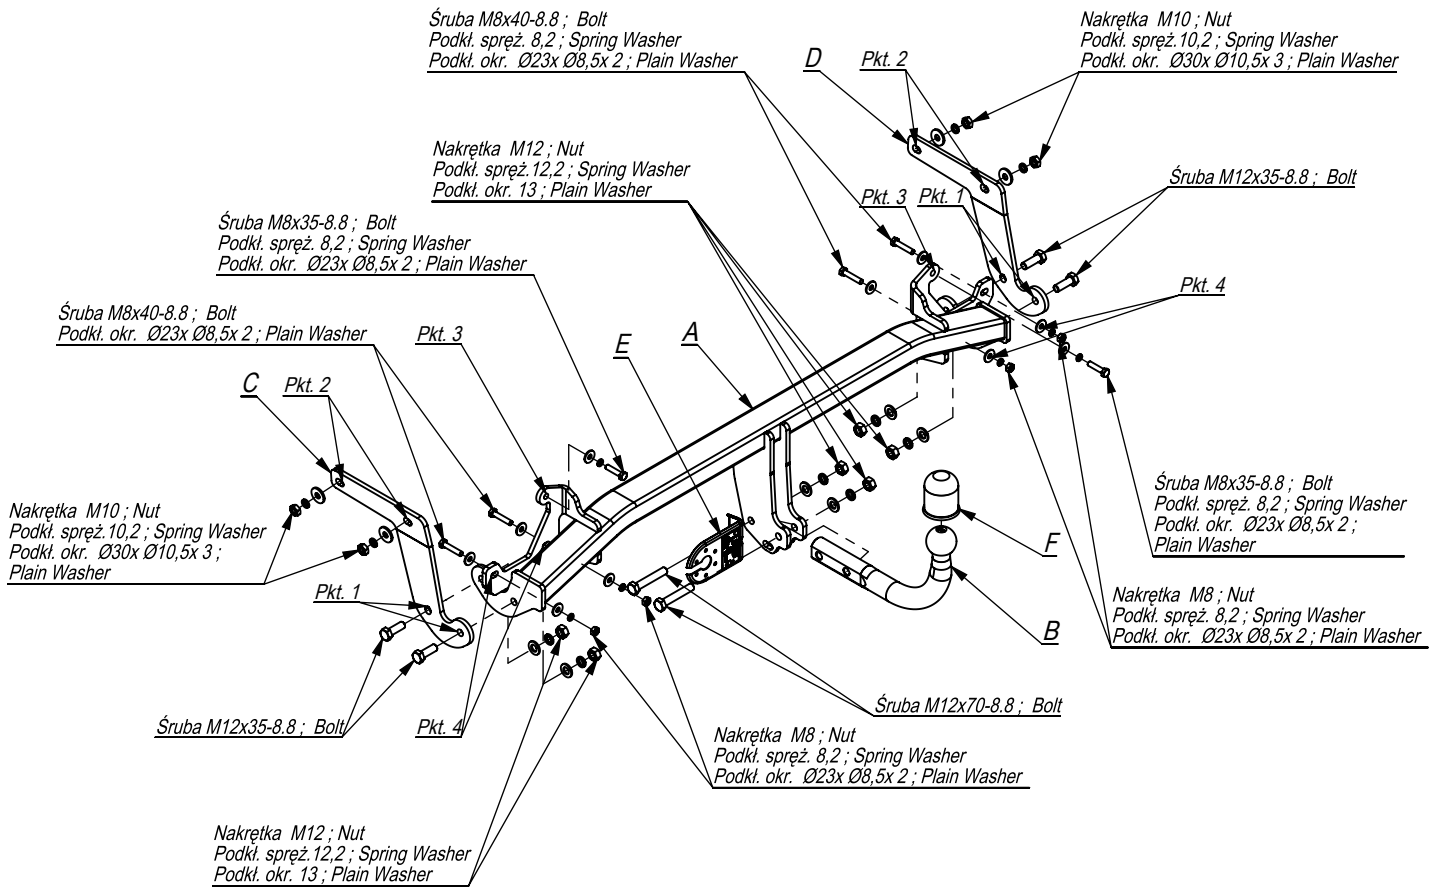 Śruba M8x40-8.8 ; Bolt
Podkł. spręż. 8,2 ; Spring Washer
Podkł. okr. Ø23x Ø8,5x 2 ; Plain Washer
Nakrętka M10 ; Nut
Podkł. spręż.10,2 ; Spring Washer
Podkł. okr. Ø30x Ø10,5x 3 ; Plain Washer
D
Pkt. 2
Nakrętka M12 ; Nut
Podkł. spręż.12,2 ; Spring Washer
Podkł. okr. 13 ; Plain Washer
Śruba M12x35-8.8 ; Bolt
Pkt. 3
Pkt. 1
Śruba M8x35-8.8 ; Bolt
Podkł. spręż. 8,2 ; Spring Washer
Podkł. okr. Ø23x Ø8,5x 2 ; Plain Washer
Pkt. 4
Śruba M8x40-8.8 ; Bolt
Podkł. okr. Ø23x Ø8,5x 2 ; Plain Washer
Pkt. 3
E
A
C
Pkt. 2
Nakrętka M10 ; Nut
Podkł. spręż.10,2 ; Spring Washer
Podkł. okr. Ø30x Ø10,5x 3 ;
Plain Washer
Śruba M8x35-8.8 ; Bolt
Podkł. spręż. 8,2 ; Spring Washer
Podkł. okr. Ø23x Ø8,5x 2 ;
Plain Washer
F
Pkt. 1
B
Nakrętka M8 ; Nut
Podkł. spręż. 8,2 ; Spring Washer
Podkł. okr. Ø23x Ø8,5x 2 ; Plain Washer
Śruba M12x35-8.8 ; Bolt
Pkt. 4
Śruba M12x70-8.8 ; Bolt
Nakrętka M8 ; Nut
Podkł. spręż. 8,2 ; Spring Washer
Podkł. okr. Ø23x Ø8,5x 2 ; Plain Washer
Nakrętka M12 ; Nut
Podkł. spręż.12,2 ; Spring Washer
Podkł. okr. 13 ; Plain Washer